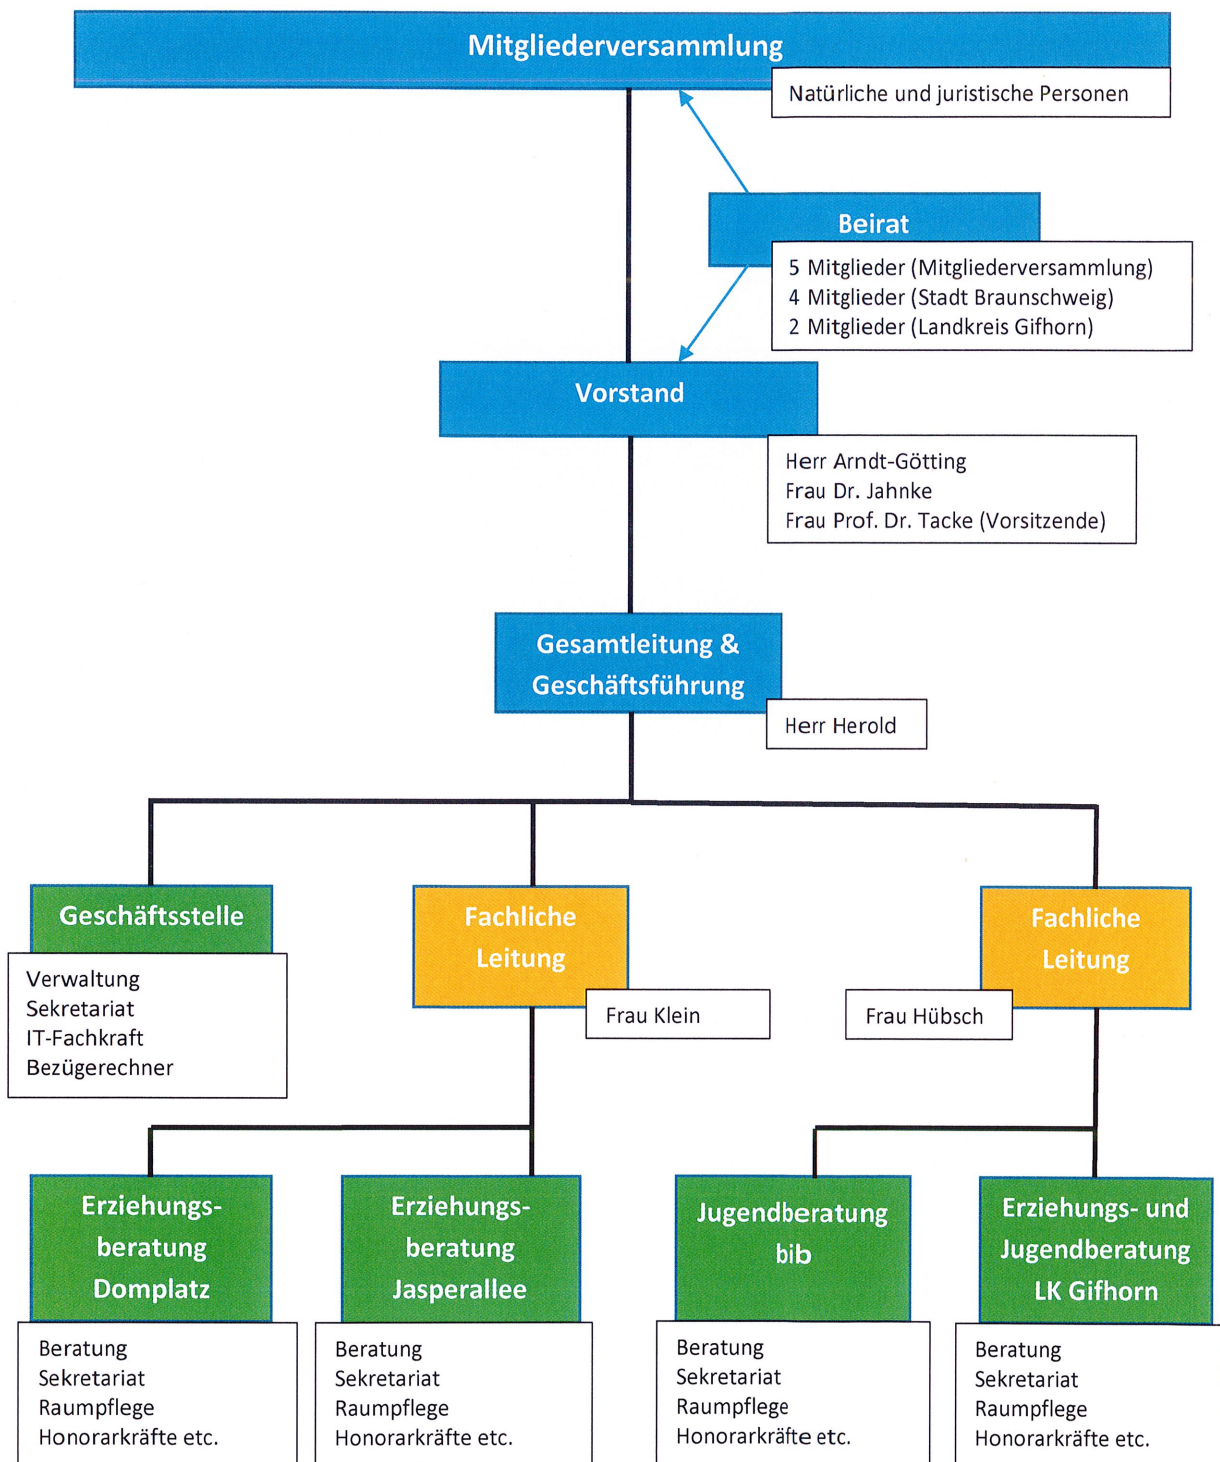 Mitgliederversammlung
Natürliche und juristische Personen
Beirat
5 Mitglieder (Mitgliederversammlung)
4 Mitglieder (Stadt Braunschweig)
2 Mitglieder (Landkreis Gifhorn)
Vorstand
Herr Arndt-Götting
Frau Dr. Jahnke
Frau Prof. Dr. Tacke (Vorsitzende)
Gesamtleitung &
Geschäftsführung
Herr Herold
Geschäftsstelle
Verwaltung
Sekretariat
IT-Fachkraft
Bezügerechner
Fachliche
Leitung
Frau Klein
Fachliche
Leitung
Frau Hübsch
Erziehungs-
beratung
Domplatz
Beratung
Sekretariat
Raumpflege
Honorarkräfte etc.
Erziehungs-
beratung
Jasperallee
Beratung
Sekretariat
Raumpflege
Honorarkräfte etc.
Jugendberatung
bib
Beratung
Sekretariat
Raumpflege
Honorarkräfte etc.
Erziehungs- und
Jugendberatung
LK Gifhorn
Beratung
Sekretariat
Raumpflege
Honorarkräfte etc.